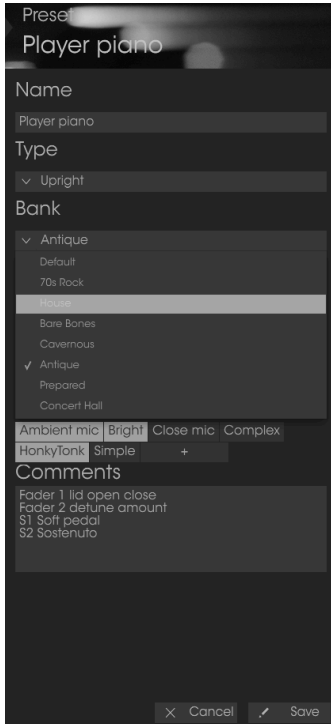 Preset
Player piano
Name
Player piano
Type
Upright
Bank
Antique
Default
70s Rock
House
Bare Bones
Cavernous
Antique
Prepared
Concert Hall
Ambient mic Bright Close mic Complex
HonkyTonk Simple +
Comments
Fader 1 lid open close
Fader 2 detune amount
S1 Soft pedal
S2 Sostenuto
Cancel Save